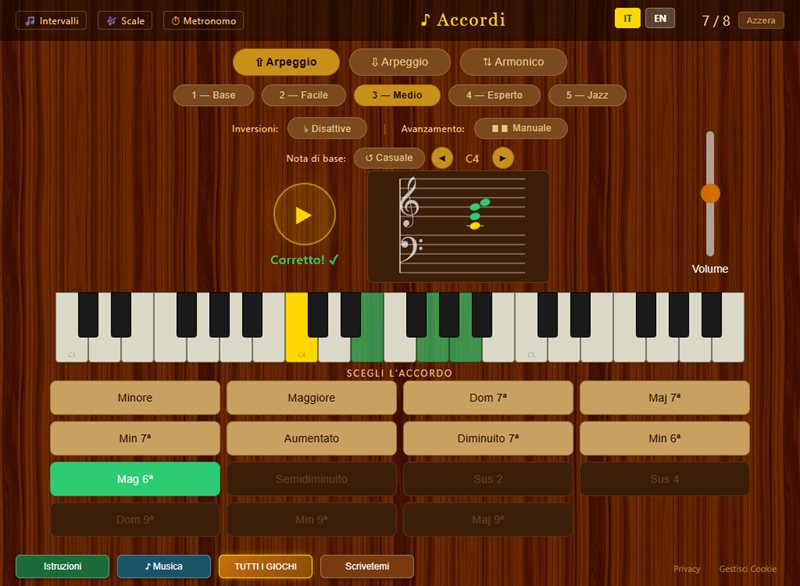 Intervalli Scale Metronomo ♪ Accordi IT EN 7 / 8 Azzera
⇧ Arpeggio ⇩ Arpeggio ⇅ Armonico
1 — Base 2 — Facile 3 — Medio 4 — Esperto 5 — Jazz
Inversioni: ♭ Disattive | Avanzamento: Manuale
Nota di base: ↺ Casuale ◄ C4 ►
Corretto! ✓
Volume
C3 C4 C5
SCEGLI L'ACCORDO
Minore Maggiore Dom 7ª Maj 7ª
Min 7ª Aumentato Diminuito 7ª Min 6ª
Mag 6ª Semidiminuito Sus 2 Sus 4
Dom 9ª Min 9ª Maj 9ª
Istruzioni ♪ Musica TUTTI I GIOCHI Scrivetemi Privacy Gestisci Cookie